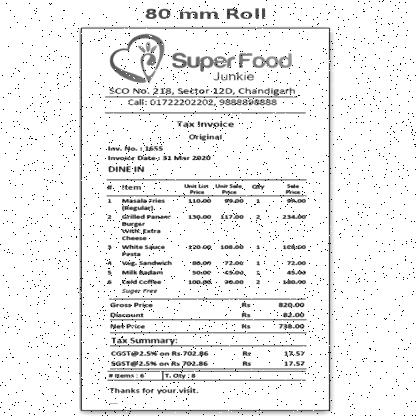 80 mm Roll
Super Food
Junkie
SCO No. 218, Sector-12D, Chandigarh
Call: 01722202202, 9888898888
Tax Invoice
Original
Inv. No. : 1655
Invoice Date : 31 Mar 2020
DINE IN
# Item Unit List Price Unit Sale Price Qty Sale Price
1 Masala Fries (Regular) 110.00 99.00 1 99.00
2 Grilled Paneer Burger With Extra Cheese 130.00 117.00 2 234.00
3 White Sauce Pasta 120.00 108.00 1 108.00
4 Veg. Sandwich 80.00 72.00 1 72.00
5 Milk Badam 50.00 45.00 1 45.00
6 Cold Coffee 100.00 90.00 2 180.00
Sugar Free
Gross Price Rs 820.00
Discount -82.00
Net Price Rs 738.00
Tax Summary:
CGST@2.5% on Rs 702.86 Rs 17.57
SGST@2.5% on Rs 702.86 Rs 17.57
# Items : 6 T. Qty : 8
Thanks for your visit.